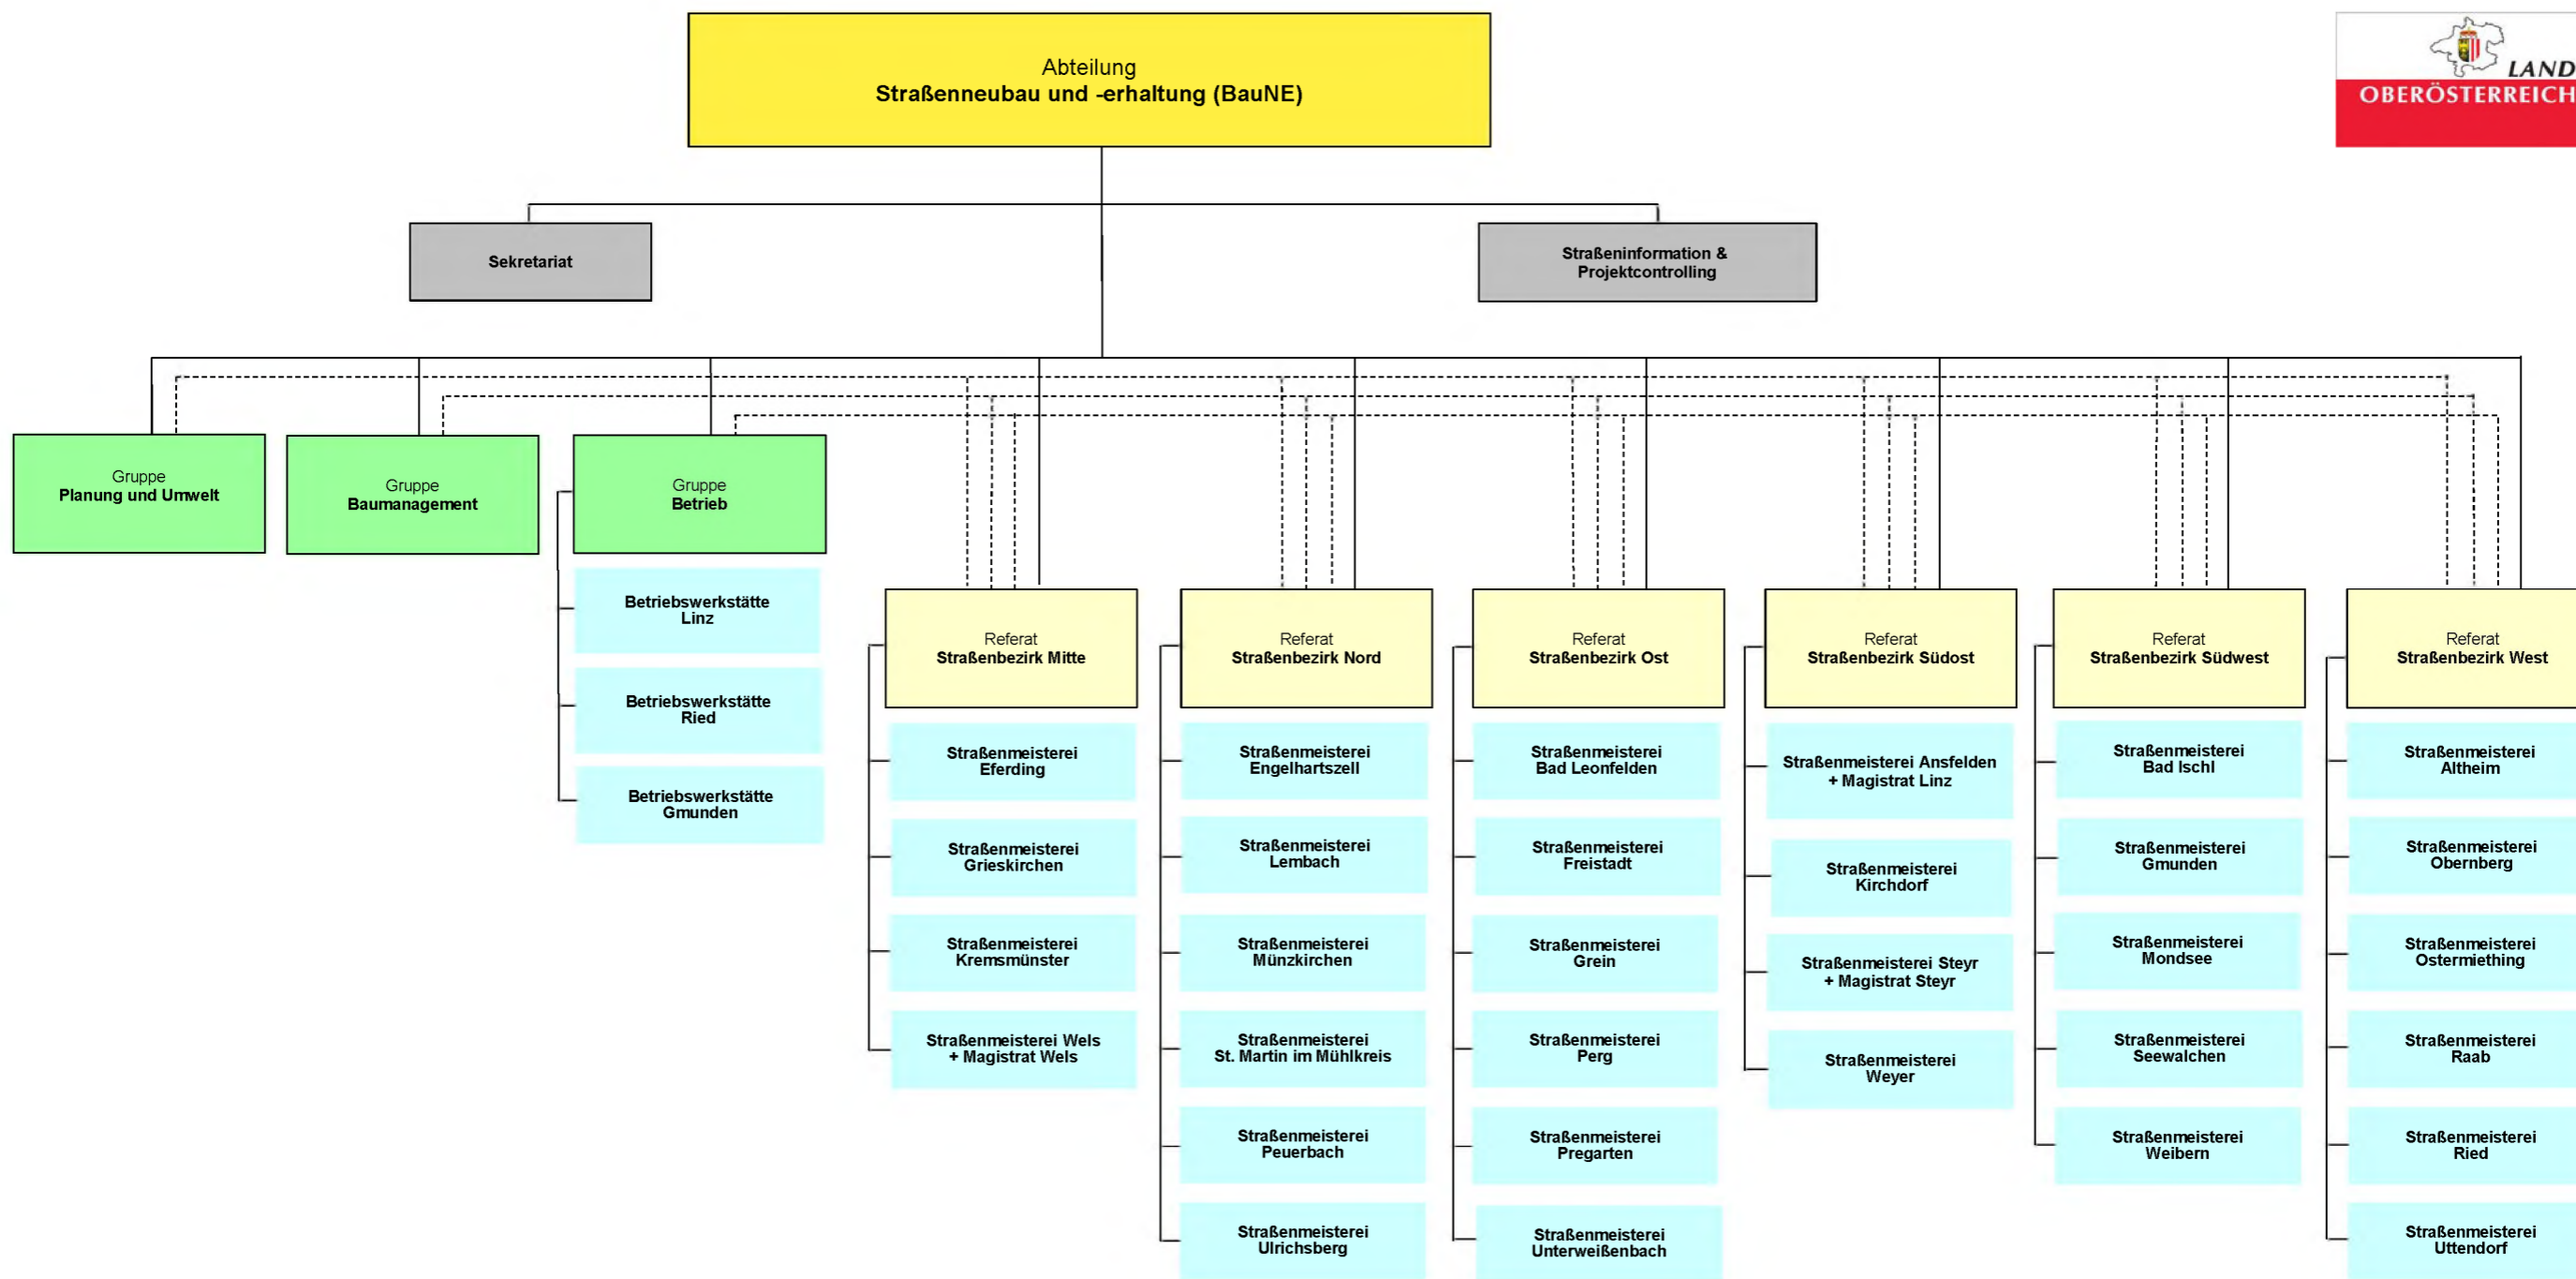 Abteilung
Straßenneubau und -erhaltung (BauNE)
LAND
OBERÖSTERREICH
Sekretariat
Straßeninformation &
Projektcontrolling
Gruppe
Planung und Umwelt
Gruppe
Baumanagement
Gruppe
Betrieb
Betriebswerkstätte
Linz
Betriebswerkstätte
Ried
Betriebswerkstätte
Gmunden
Referat
Straßenbezirk Mitte
Straßenmeisterei
Eferding
Straßenmeisterei
Grieskirchen
Straßenmeisterei
Kremsmünster
Straßenmeisterei Wels
+ Magistrat Wels
Referat
Straßenbezirk Nord
Straßenmeisterei
Engelhartszell
Straßenmeisterei
Lembach
Straßenmeisterei
Münzkirchen
Straßenmeisterei
St. Martin im Mühlkreis
Straßenmeisterei
Peuerbach
Straßenmeisterei
Ulrichsberg
Referat
Straßenbezirk Ost
Straßenmeisterei
Bad Leonfelden
Straßenmeisterei
Freistadt
Straßenmeisterei
Grein
Straßenmeisterei
Perg
Straßenmeisterei
Pregarten
Straßenmeisterei
Unterweißenbach
Referat
Straßenbezirk Südost
Straßenmeisterei Ansfelden
+ Magistrat Linz
Straßenmeisterei
Kirchdorf
Straßenmeisterei Steyr
+ Magistrat Steyr
Straßenmeisterei
Weyer
Referat
Straßenbezirk Südwest
Straßenmeisterei
Bad Ischl
Straßenmeisterei
Gmunden
Straßenmeisterei
Mondsee
Straßenmeisterei
Seewalchen
Straßenmeisterei
Weibern
Referat
Straßenbezirk West
Straßenmeisterei
Altheim
Straßenmeisterei
Obernberg
Straßenmeisterei
Ostermiething
Straßenmeisterei
Raab
Straßenmeisterei
Ried
Straßenmeisterei
Uttendorf